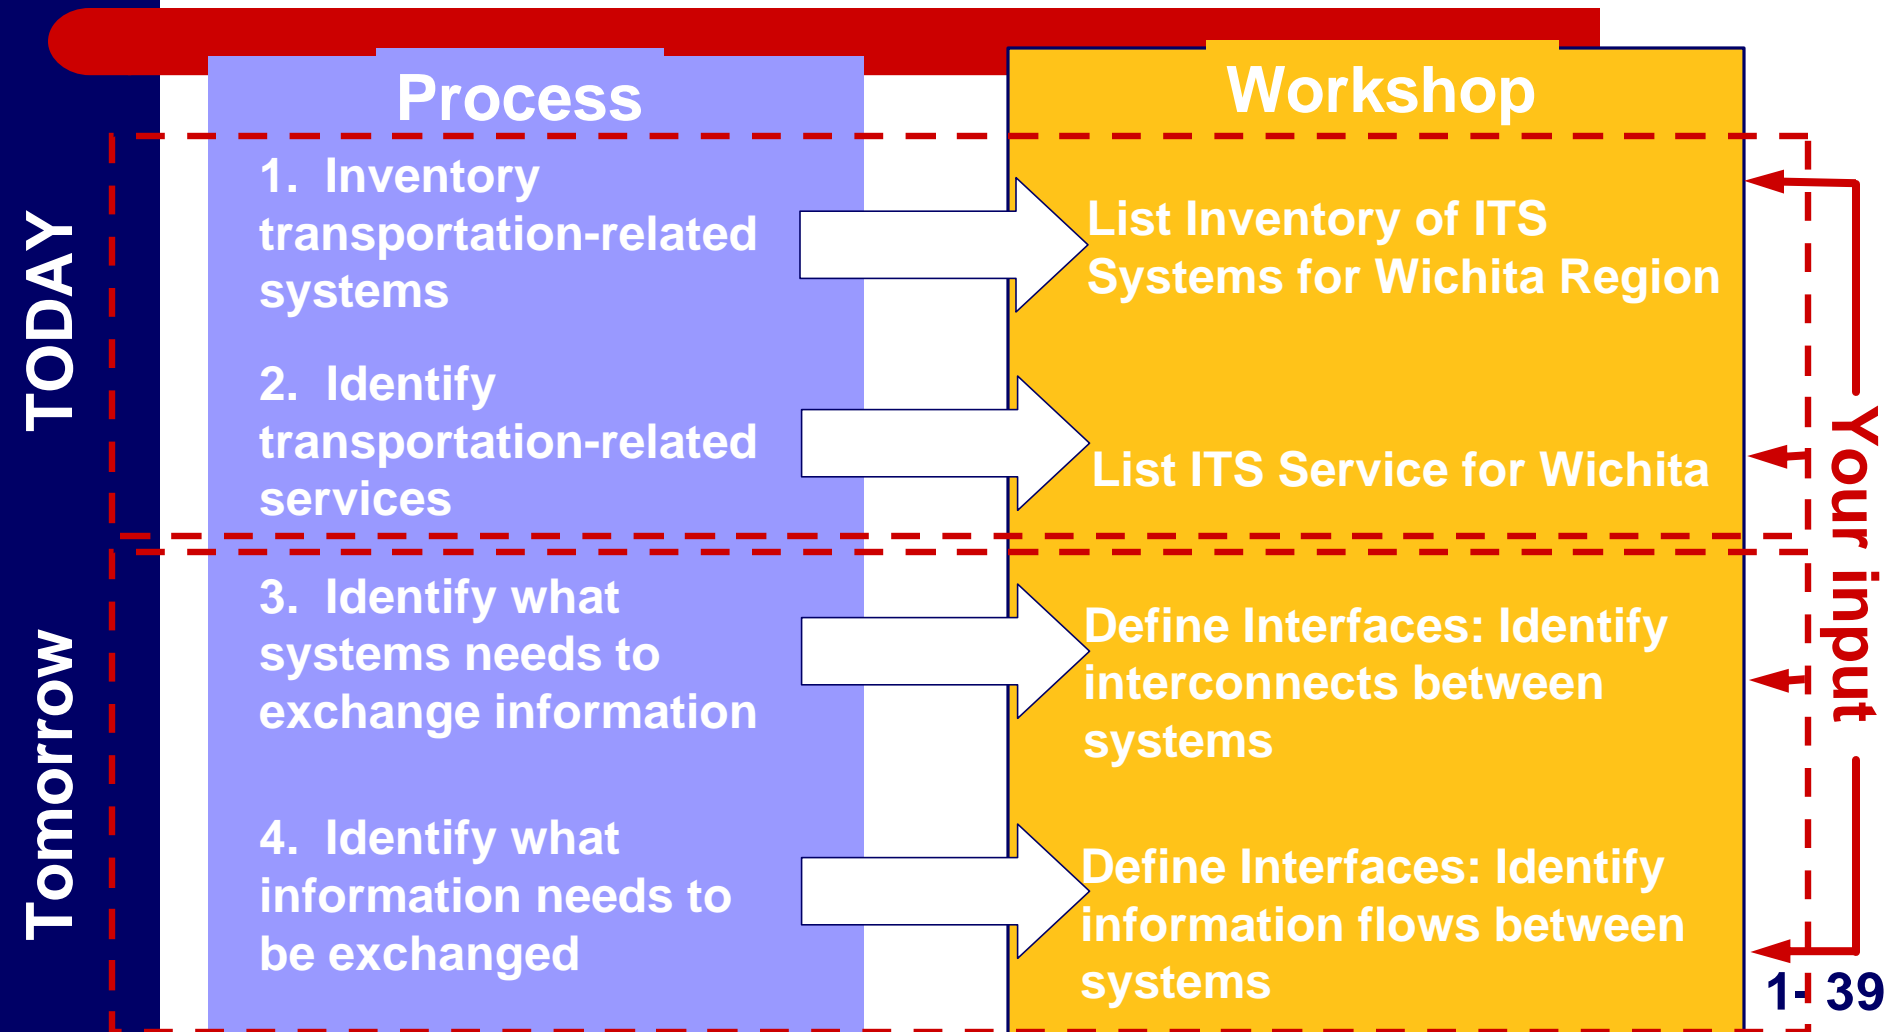 Process
Workshop
TODAY
1. Inventory
transportation-related
systems
List Inventory of ITS
Systems for Wichita Region
2. Identify
transportation-related
services
List ITS Service for Wichita
Tomorrow
3. Identify what
systems needs to
exchange information
Define Interfaces: Identify
interconnects between
systems
4. Identify what
information needs to
be exchanged
Define Interfaces: Identify
information flows between
systems
Your input
1- 39